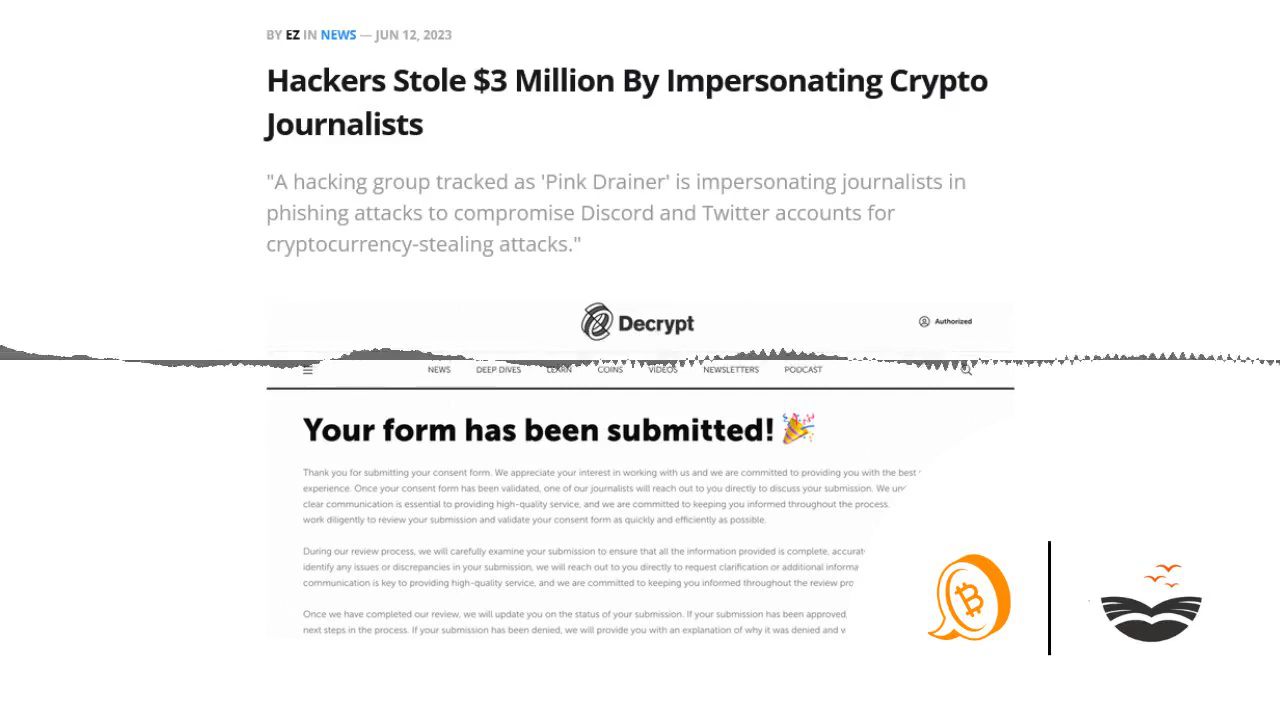 BY EZ IN NEWS — JUN 12, 2023
Hackers Stole $3 Million By Impersonating Crypto
Journalists
"A hacking group tracked as 'Pink Drainer' is impersonating journalists in
phishing attacks to compromise Discord and Twitter accounts for
cryptocurrency-stealing attacks."
Decrypt
Authorized
NEWS DEEP DIVES LEARN COINS VIDEOS NEWSLETTERS PODCAST
Your form has been submitted! 🎉
Thank you for submitting your consent form. We appreciate your interest in working with us and we are committed to providing you with the best
experience. Once your consent form has been validated, one of our journalists will reach out to you directly to discuss your submission. We
clear communication is essential to providing high-quality service, and we are committed to keeping you informed throughout the process.
work diligently to review your submission and validate your consent form as quickly and efficiently as possible.
During our review process, we will carefully examine your submission to ensure that all the information provided is complete,
identify any issues or discrepancies in your submission, we will reach out to you directly to request clarification or additional
communication is key to providing high-quality service, and we are committed to keeping you informed throughout the review
Once we have completed our review, we will update you on the status of your submission. If your submission has been approved,
next steps in the process. If your submission has been denied, we will provide you with an explanation of why it was denied and